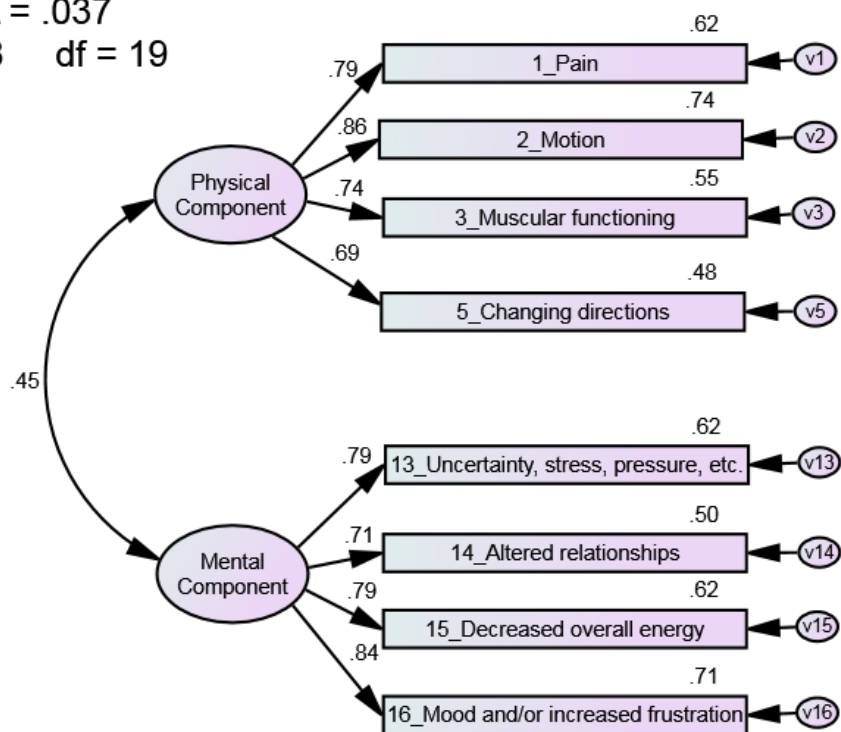 = .037
df = 19
.62
.79
1_Pain
v1
.74
.86
2_Motion
v2
.55
.74
3_Muscular functioning
v3
Physical
Component
.69
.48
5_Changing directions
v5
.45
.62
.79
13_Uncertainty, stress, pressure, etc.
v13
.50
.71
14_Altered relationships
v14
.62
.79
15_Decreased overall energy
v15
Mental
Component
.84
.71
16_Mood and/or increased frustration
v16